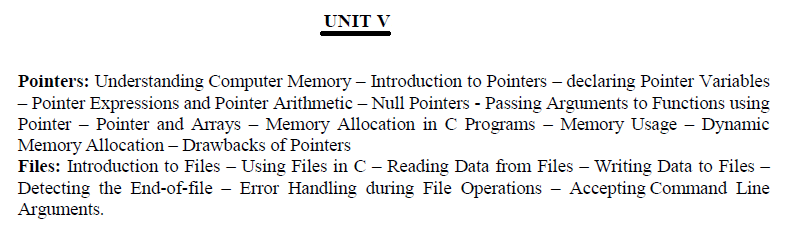 UNIT V
Pointers: Understanding Computer Memory – Introduction to Pointers – declaring Pointer Variables
– Pointer Expressions and Pointer Arithmetic – Null Pointers - Passing Arguments to Functions using
Pointer – Pointer and Arrays – Memory Allocation in C Programs – Memory Usage – Dynamic
Memory Allocation – Drawbacks of Pointers
Files: Introduction to Files – Using Files in C – Reading Data from Files – Writing Data to Files –
Detecting the End-of-file – Error Handling during File Operations – Accepting Command Line
Arguments.